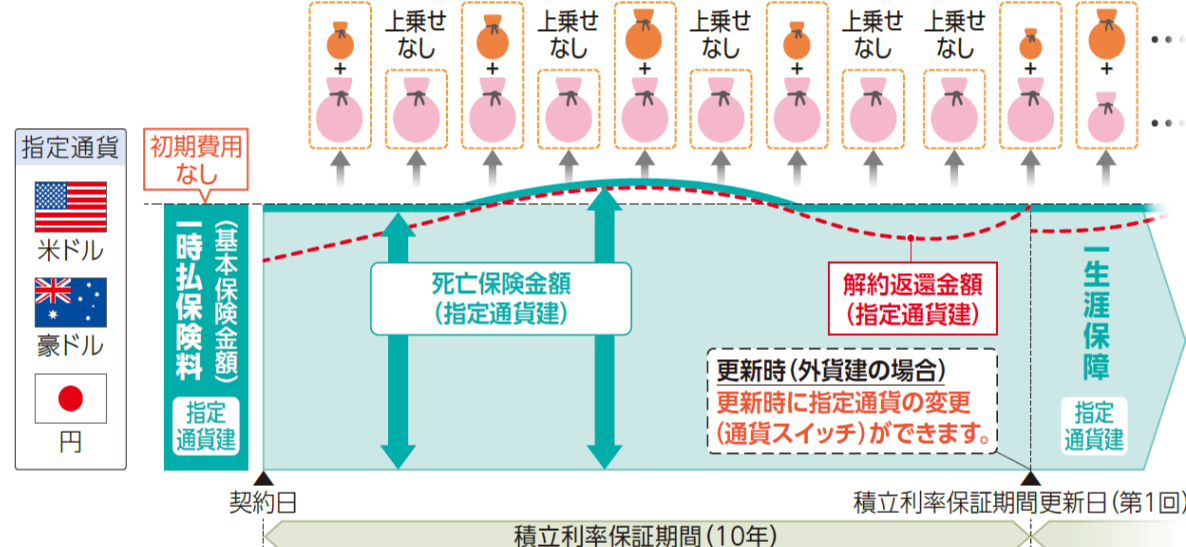 上乗せ
なし
上乗せ
なし
上乗せ
なし
上乗せ
なし
上乗せ
なし
+
+
+
+
+
+
指定通貨
米ドル
豪ドル
円
初期費用
なし
一時払保険料
(基本保険金額)
指定
通貨建
死亡保険金額
(指定通貨建)
解約返還金額
(指定通貨建)
更新時(外貨建の場合)
更新時に指定通貨の変更
(通貨スイッチ)ができます。
一生涯保障
指定
通貨建
契約日
積立利率保証期間更新日(第1回)
積立利率保証期間(10年)